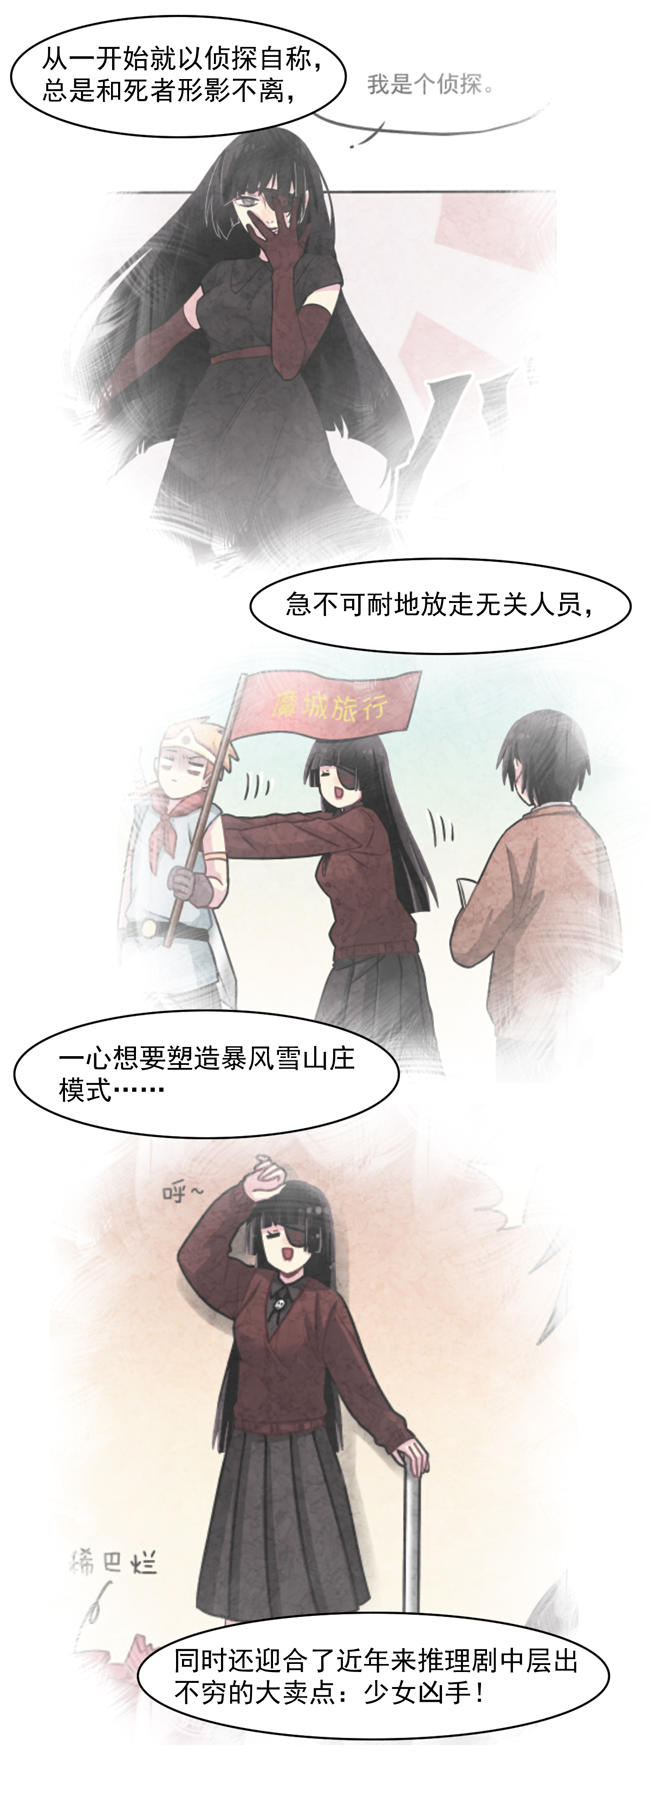 从一开始就以侦探自称，
总是和死者形影不离，
我是个侦探。
急不可耐地放走无关人员，
魔城旅行
一心想要塑造暴风雪山庄
模式……
呼~
稀巴烂
同时还迎合了近年来推理剧中层出
不穷的大卖点：少女凶手！